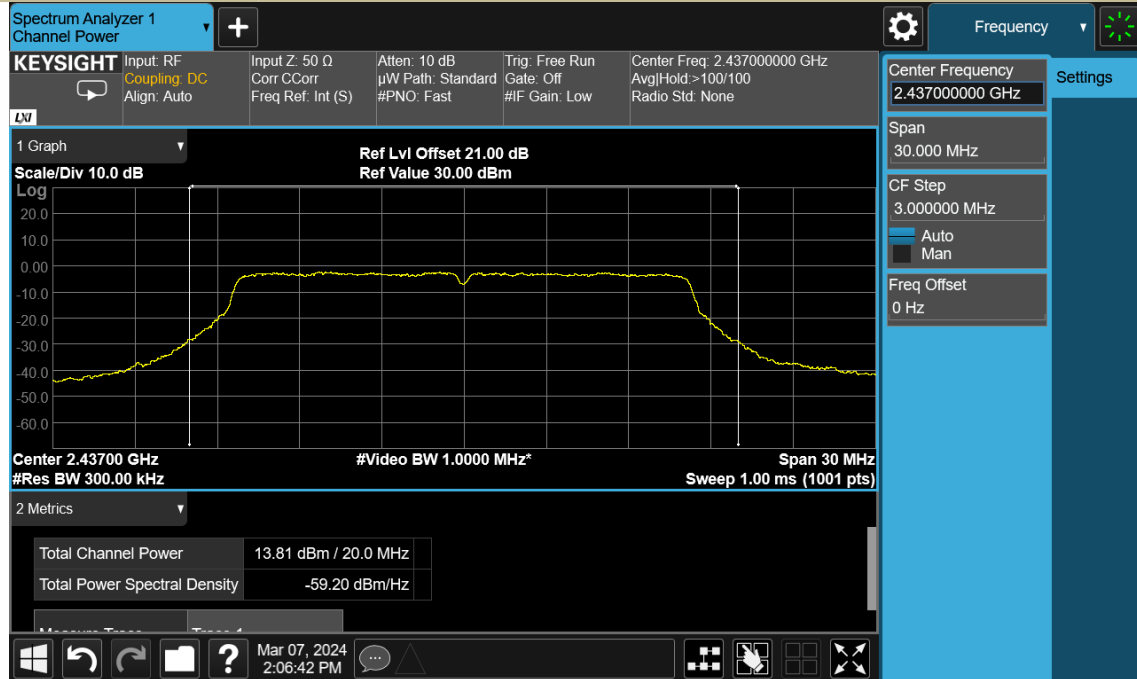 Spectrum Analyzer 1
Channel Power
Frequency
KEYSIGHT
LXI
Input: RF
Coupling: DC
Align: Auto
Input Z: 50 Ω
Corr CCorr
Freq Ref: Int (S)
Atten: 10 dB
µW Path: Standard
#PNO: Fast
Trig: Free Run
Gate: Off
#IF Gain: Low
Center Freq: 2.437000000 GHz
Avg|Hold:>100/100
Radio Std: None
Center Frequency
2.437000000 GHz
Settings
Span
30.000 MHz
CF Step
3.000000 MHz
Auto
Man
Freq Offset
0 Hz
1 Graph
Scale/Div 10.0 dB
Ref Lvl Offset 21.00 dB
Ref Value 30.00 dBm
Log
20.0
10.0
0.00
-10.0
-20.0
-30.0
-40.0
-50.0
-60.0
Center 2.43700 GHz
#Video BW 1.0000 MHz*
Span 30 MHz
#Res BW 300.00 kHz
Sweep 1.00 ms (1001 pts)
2 Metrics
Total Channel Power 13.81 dBm / 20.0 MHz
Total Power Spectral Density -59.20 dBm/Hz
Measure Trace Trace 1
?
Mar 07, 2024
2:06:42 PM